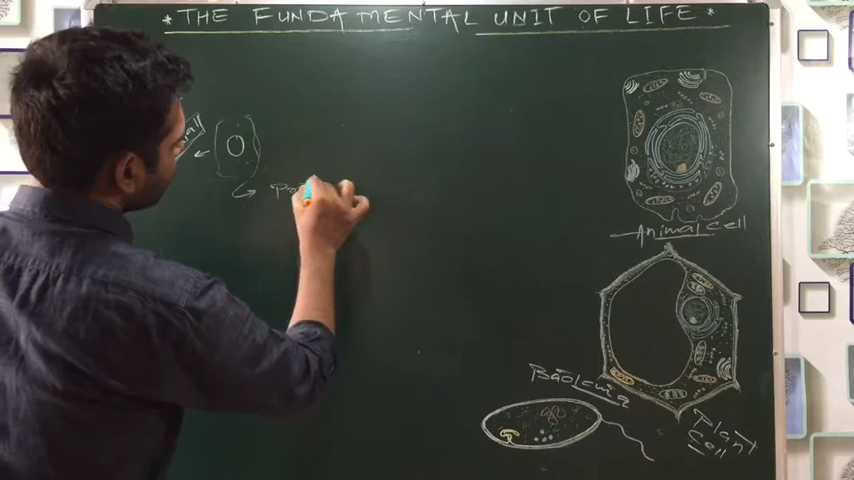 * THE FUNDAMENTAL UNIT OF LIFE *
Animal Cell
Bacteria
Plant
Cell